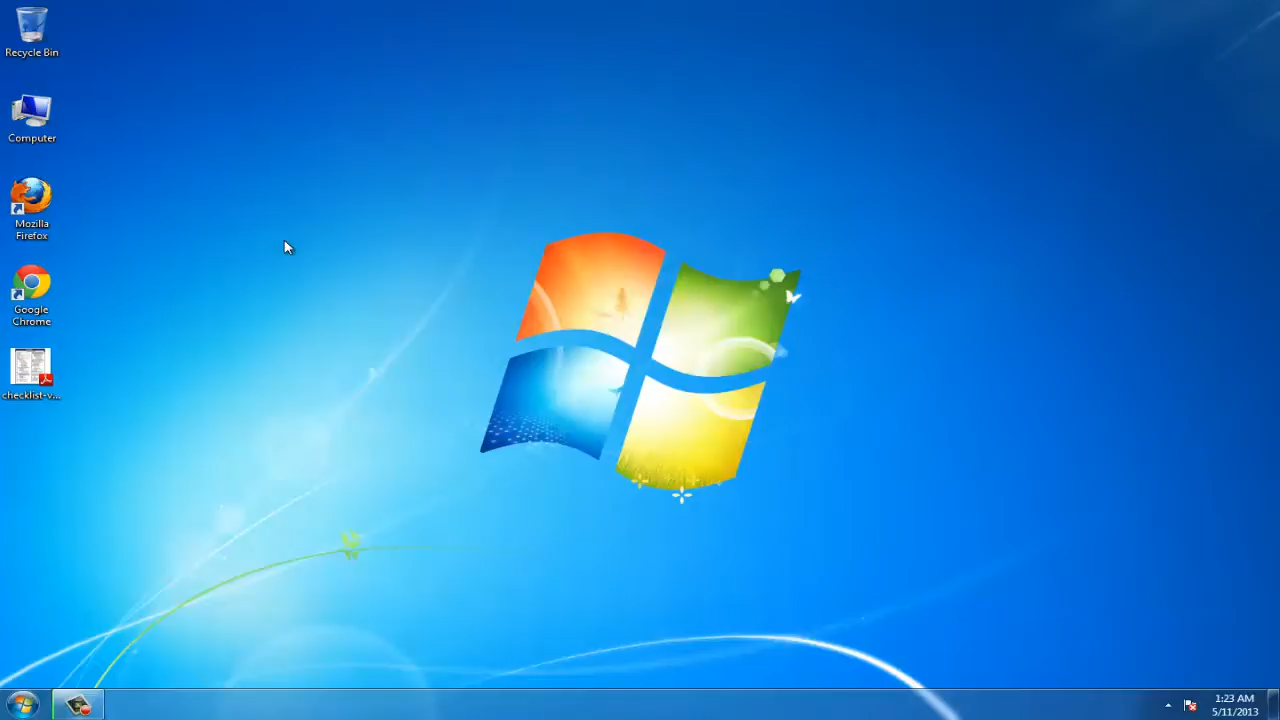 Recycle Bin
Computer
Mozilla
Firefox
Google
Chrome
checklist-v...
1:23 AM
5/11/2013